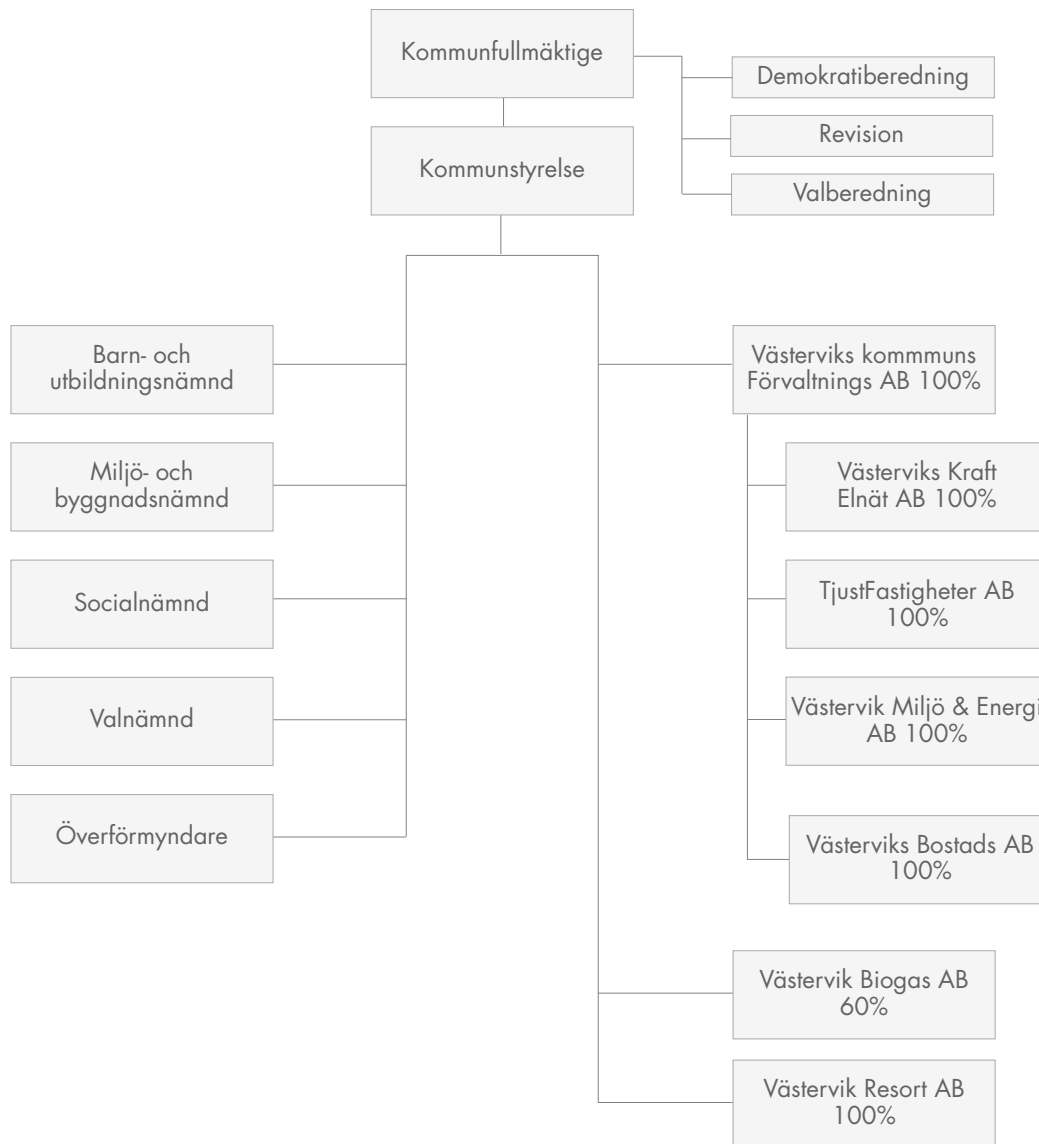 Kommunfullmäktige
Demokratiberedning
Revision
Valberedning
Kommunstyrelse
Barn- och
utbildningsnämnd
Miljö- och
byggnadsnämnd
Socialnämnd
Valnämnd
Överförmyndare
Västerviks kommmuns
Förvaltnings AB 100%
Västerviks Kraft
Elnät AB 100%
TjustFastigheter AB
100%
Västervik Miljö & Energi
AB 100%
Västerviks Bostads AB
100%
Västervik Biogas AB
60%
Västervik Resort AB
100%